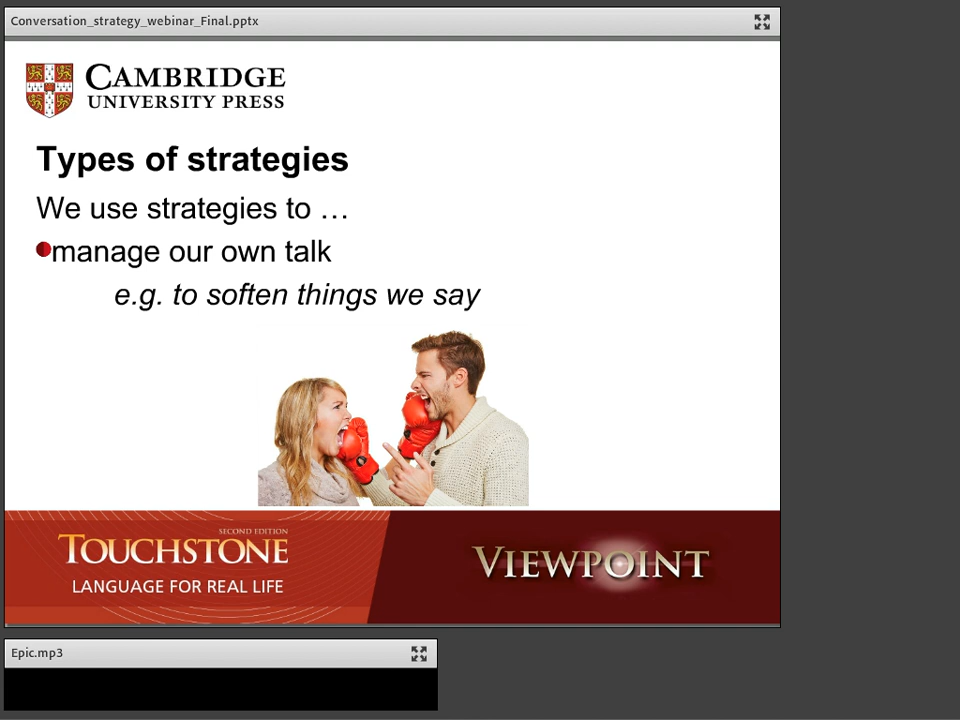 Conversation_strategy_webinar_Final.pptx
CAMBRIDGE
UNIVERSITY PRESS
Types of strategies
We use strategies to …
manage our own talk
e.g. to soften things we say
SECOND EDITION
TOUCHSTONE
LANGUAGE FOR REAL LIFE
VIEWPOINT
Epic.mp3